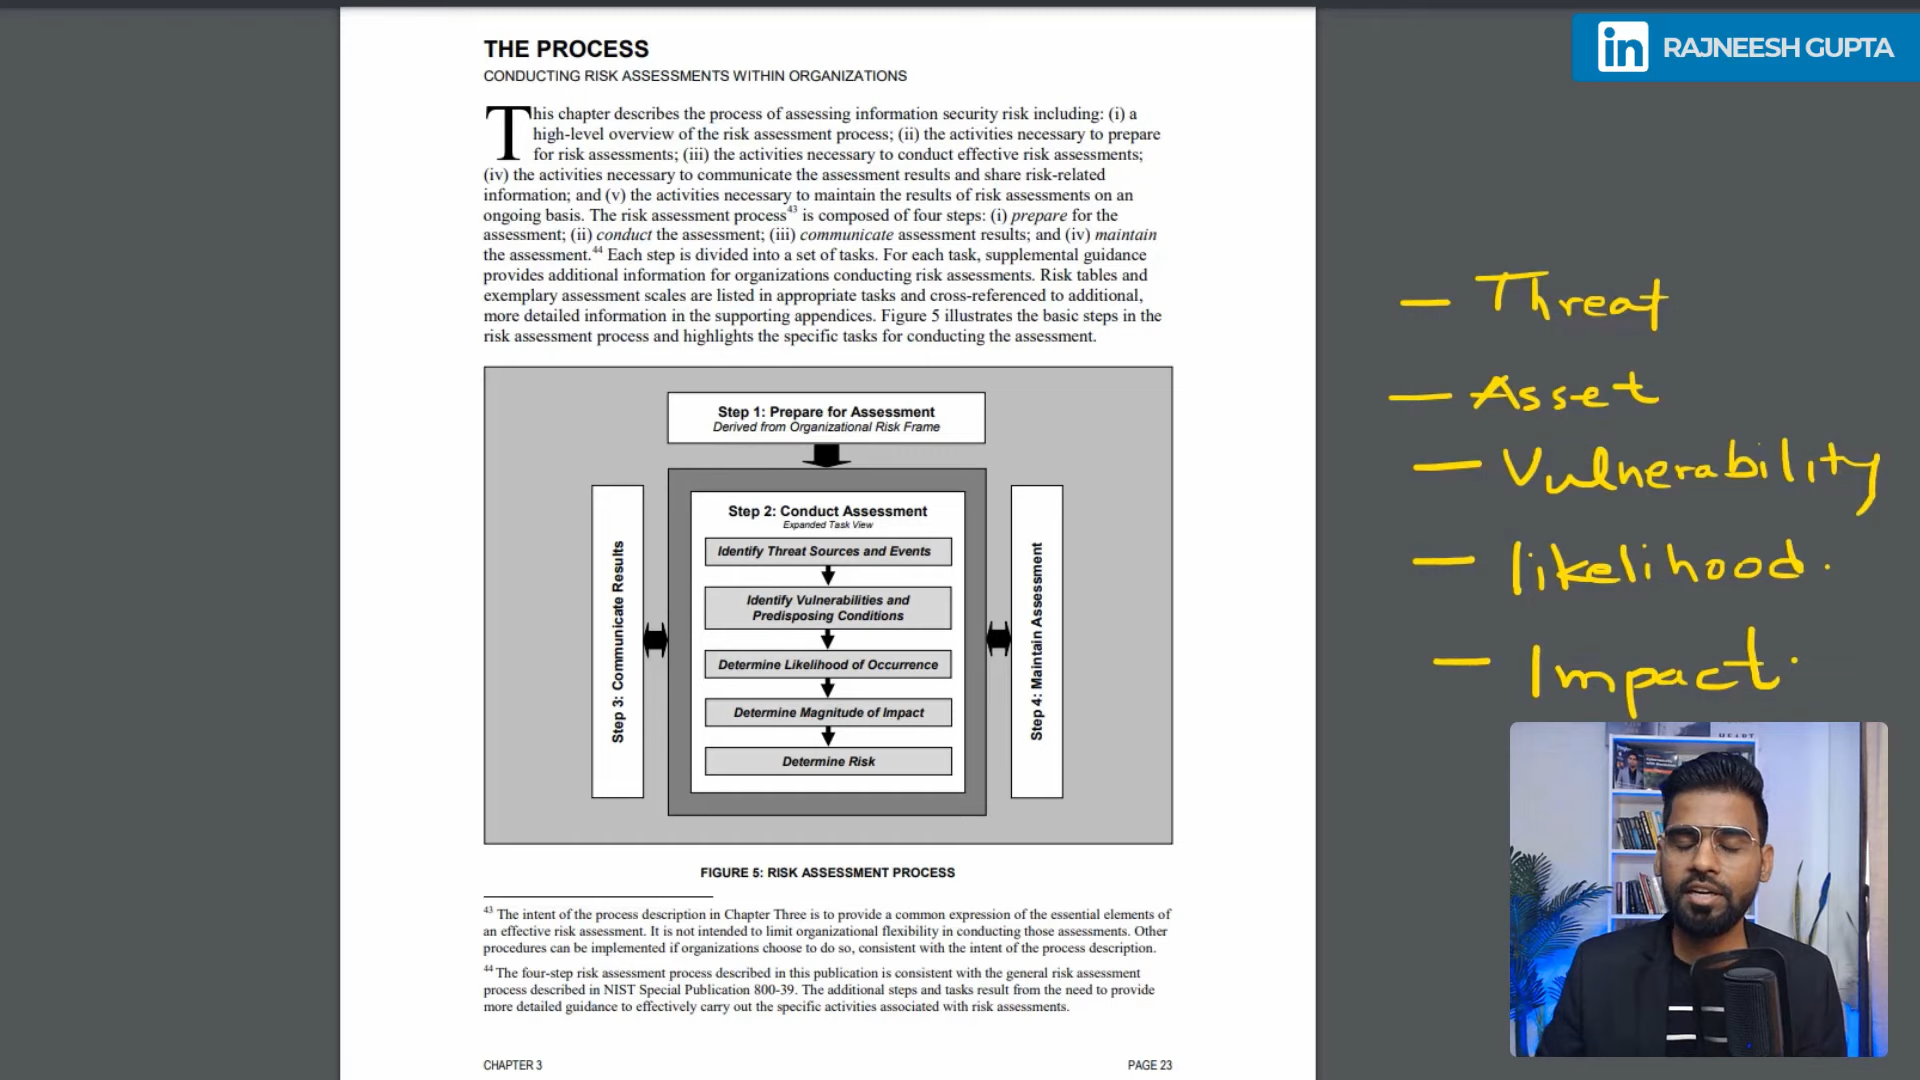 THE PROCESS
CONDUCTING RISK ASSESSMENTS WITHIN ORGANIZATIONS
This chapter describes the process of assessing information security risk including: (i) a
high-level overview of the risk assessment process; (ii) the activities necessary to prepare
for risk assessments; (iii) the activities necessary to conduct effective risk assessments;
(iv) the activities necessary to communicate the assessment results and share risk-related
information; and (v) the activities necessary to maintain the results of risk assessments on an
ongoing basis. The risk assessment process43 is composed of four steps: (i) prepare for the
assessment; (ii) conduct the assessment; (iii) communicate assessment results; and (iv) maintain
the assessment.44 Each step is divided into a set of tasks. For each task, supplemental guidance
provides additional information for organizations conducting risk assessments. Risk tables and
exemplary assessment scales are listed in appropriate tasks and cross-referenced to additional,
more detailed information in the supporting appendices. Figure 5 illustrates the basic steps in the
risk assessment process and highlights the specific tasks for conducting the assessment.
Step 1: Prepare for Assessment
Derived from Organizational Risk Frame
Step 3: Communicate Results
Step 2: Conduct Assessment
Expanded Task View
Identify Threat Sources and Events
Identify Vulnerabilities and
Predisposing Conditions
Determine Likelihood of Occurrence
Determine Magnitude of Impact
Determine Risk
Step 4: Maintain Assessment
FIGURE 5: RISK ASSESSMENT PROCESS
43 The intent of the process description in Chapter Three is to provide a common expression of the essential elements of
an effective risk assessment. It is not intended to limit organizational flexibility in conducting those assessments. Other
procedures can be implemented if organizations choose to do so, consistent with the intent of the process description.
44 The four-step risk assessment process described in this publication is consistent with the general risk assessment
process described in NIST Special Publication 800-39. The additional steps and tasks result from the need to provide
more detailed guidance to effectively carry out the specific activities associated with risk assessments.
CHAPTER 3
PAGE 23
in RAJNEESH GUPTA
— Threat
— Asset
— Vulnerability
— likelihood.
— Impact.